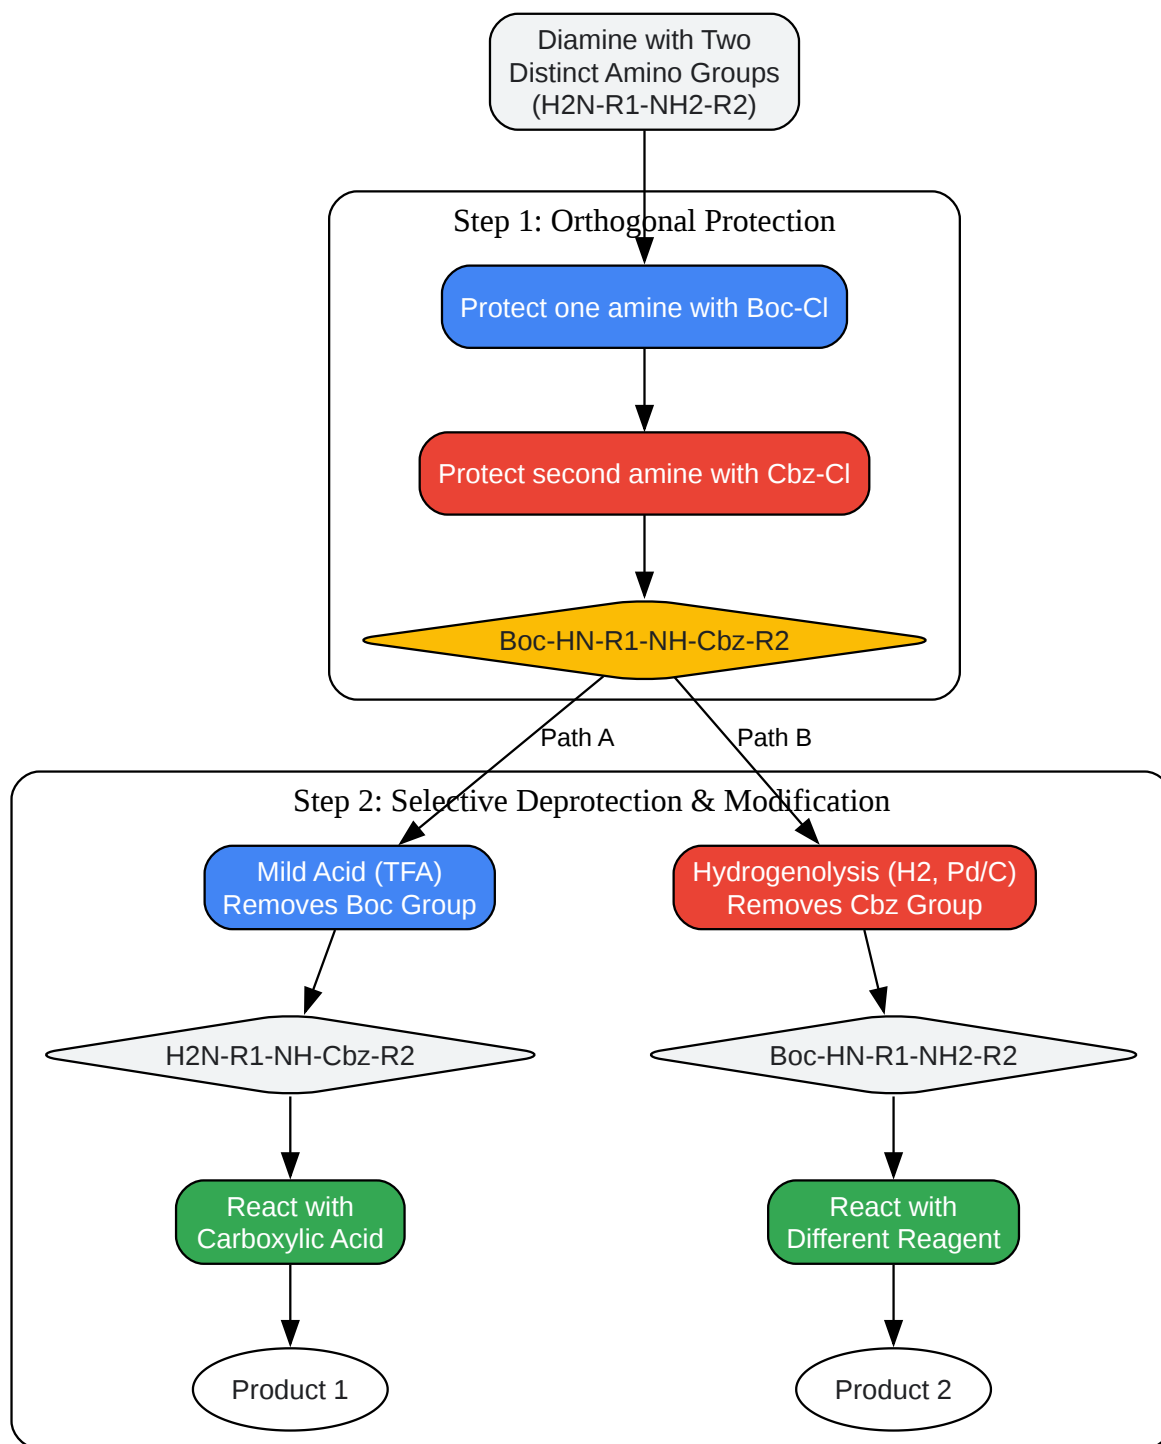 Diamine with Two
Distinct Amino Groups
(H2N-R1-NH2-R2)
Step 1: Orthogonal Protection
Protect one amine with Boc-Cl
Protect second amine with Cbz-Cl
Boc-HN-R1-NH-Cbz-R2
Path A
Path B
Step 2: Selective Deprotection & Modification
Mild Acid (TFA)
Removes Boc Group
Hydrogenolysis (H2, Pd/C)
Removes Cbz Group
H2N-R1-NH-Cbz-R2
Boc-HN-R1-NH2-R2
React with
Carboxylic Acid
React with
Different Reagent
Product 1
Product 2